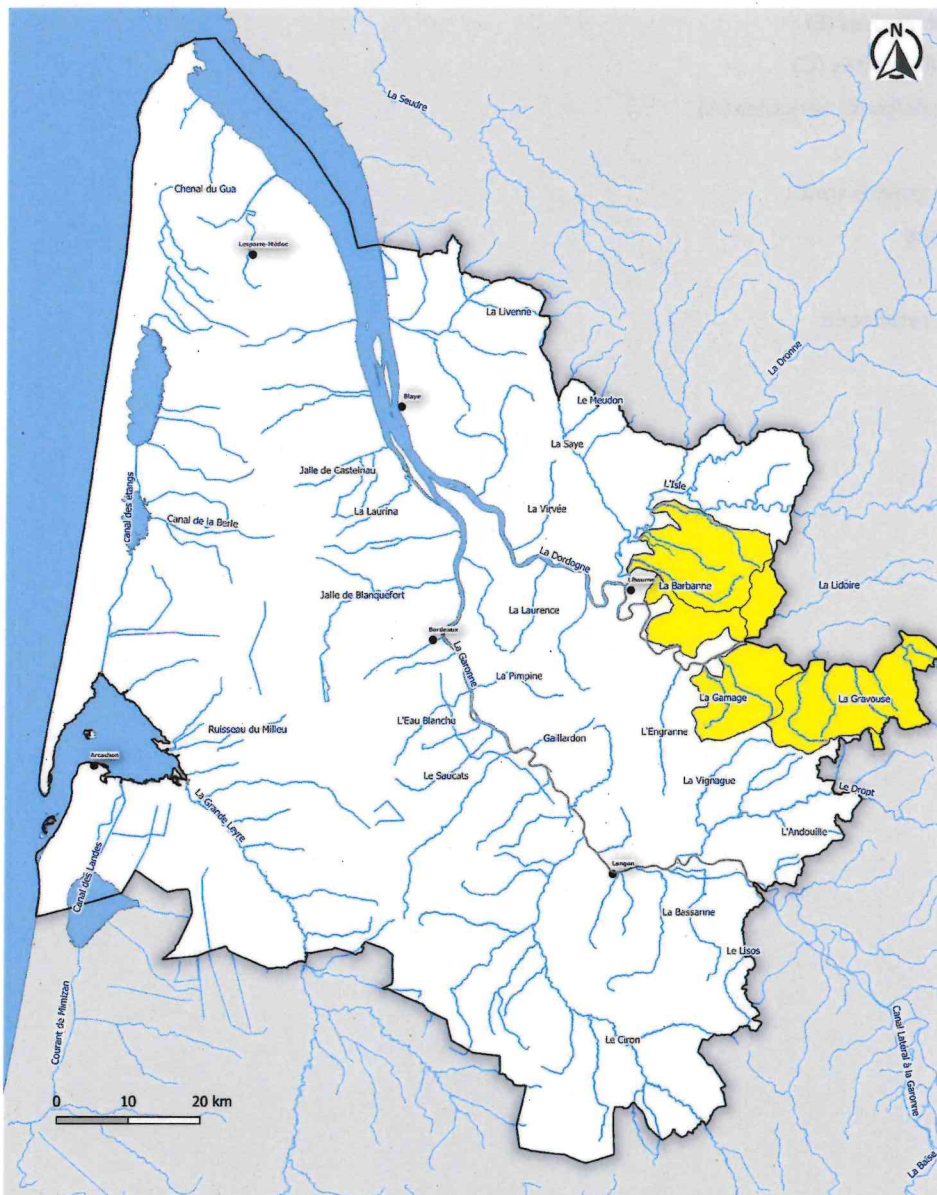 N
La Seudre
Chenal du Gua
Lesparre-Médoc
La Livenne
La Dronne
Blaye
Le Meudon
La Saye
Jalle de Castelnau
L'Isle
Canal des étangs
La Laurina
La Virvée
Canal de la Berle
La Dordogne
Libourne
La Barbanne
La Lidoire
Jalle de Blanquefort
La Laurence
Bordeaux
La Garonne
La Pimpine
La Gamage
La Gravouse
L'Eau Blanche
Ruisseau du Milieu
Gaillardon
L'Engranne
Arcachon
Le Saucats
La Vignague
Le Dropt
La Grande Leyre
L'Andouille
Canal des Landes
Langon
La Bassanne
Le Lisos
Courant de Mimizan
Le Ciron
Canal Latéral à la Garonne
0 10 20 km
La Baïse